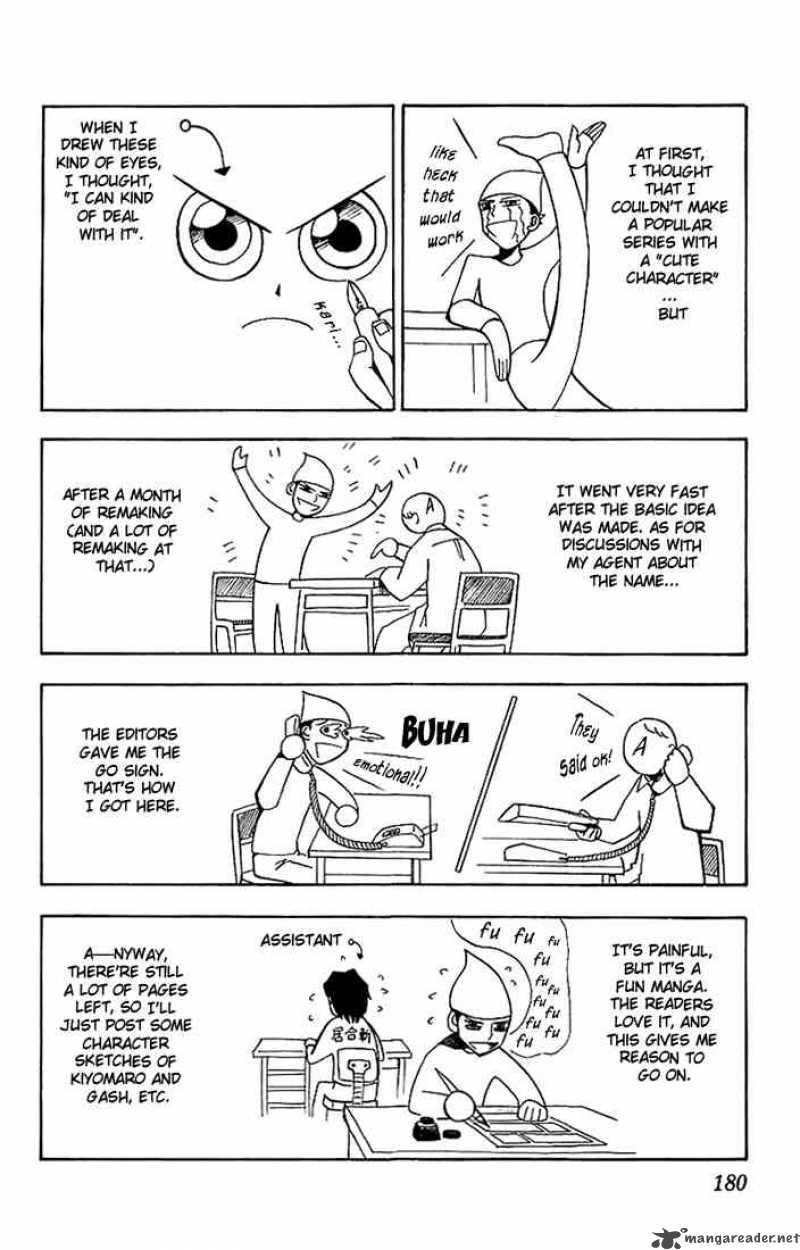 AT FIRST,
I THOUGHT
THAT I
COULDN'T MAKE
A POPULAR
SERIES WITH
A "CUTE
CHARACTER"
...
BUT
like
heck
that
would
work
WHEN I
DREW THESE
KIND OF EYES,
I THOUGHT,
"I CAN KIND
OF DEAL
WITH IT".
kari...
IT WENT VERY FAST
AFTER THE BASIC IDEA
WAS MADE. AS FOR
DISCUSSIONS WITH
MY AGENT ABOUT
THE NAME...
A
AFTER A MONTH
OF REMAKING
(AND A LOT OF
REMAKING AT
THAT...)
They
said ok!
A
BUHA
emotional!!
THE EDITORS
GAVE ME THE
GO SIGN.
THAT'S HOW
I GOT HERE.
IT'S PAINFUL,
BUT IT'S A
FUN MANGA.
THE READERS
LOVE IT, AND
THIS GIVES ME
REASON TO
GO ON.
fu fu fu
fu
fu fu
fu
fu fu
fu
fu
ASSISTANT
居合新
A—NYWAY,
THERE'RE STILL
A LOT OF PAGES
LEFT, SO I'LL
JUST POST SOME
CHARACTER
SKETCHES OF
KIYOMARO AND
GASH, ETC.
180
mangareader.net